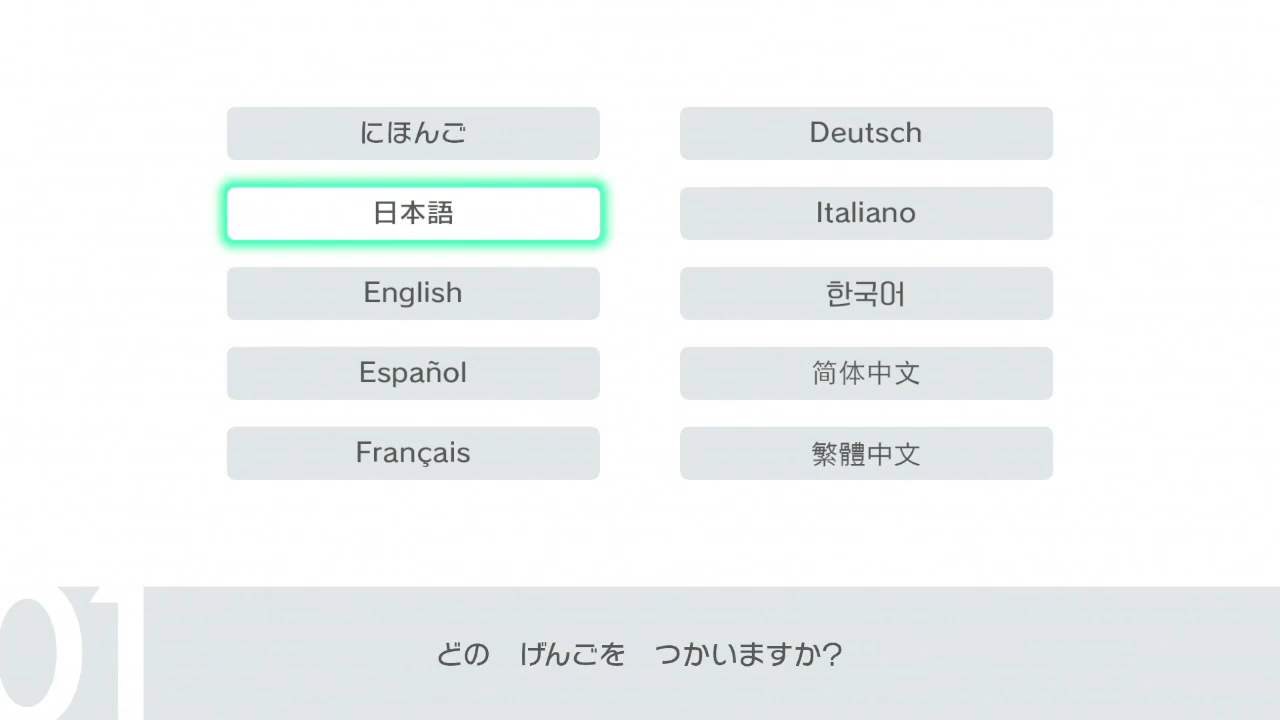 にほんご
日本語
English
Español
Français
Deutsch
Italiano
한국어
简体中文
繁體中文
01
どの　げんごを　つかいますか?